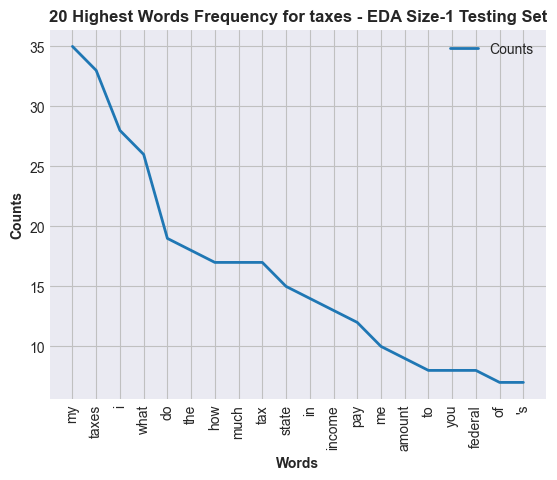 20 Highest Words Frequency for taxes - EDA Size-1 Testing Set
Counts
35
30
25
20
15
10
Counts
my
taxes
i
what
do
the
how
much
tax
state
in
income
pay
me
amount
to
you
federal
of
's
Words